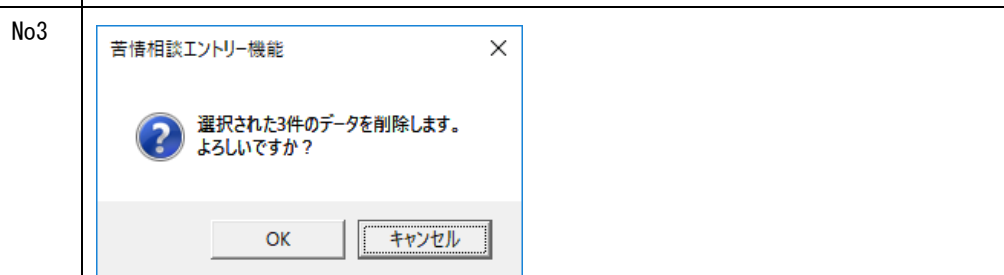 No3
苦情相談エントリー機能
選択された3件のデータを削除します。
よろしいですか？
OK
キャンセル